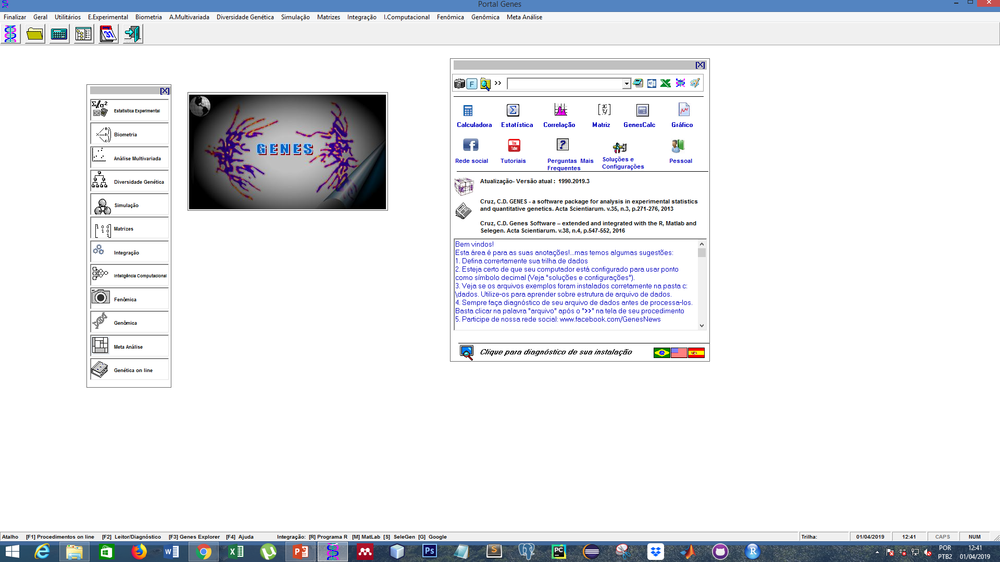 Portal Genes
Finalizar Geral Utilitários E.Experimental Biometria A.Multivariada Diversidade Genética Simulação Matrizes Integração I.Computacional Fenômica Genômica Meta Análise
31
[X]
Estatística Experimental
Biometria
Análise Multivariada
Diversidade Genética
Simulação
Matrizes
Integração
Inteligência Computacional
Fenômica
Genômica
Meta Análise
Genética on line
GENES
[X]
F >>
Calculadora Estatística Correlação Matriz GenesCalc Gráfico
Rede social Tutoriais Perguntas Mais Frequentes Soluções e Configurações Pessoal
Atualização- Versão atual : 1990.2019.3
Cruz, C.D. GENES - a software package for analysis in experimental statistics
and quantitative genetics. Acta Scientiarum. v.35, n.3, p.271-276, 2013
Cruz, C.D. Genes Software – extended and integrated with the R, Matlab and
Selegen. Acta Scientiarum. v.38, n.4, p.547-552, 2016
Bem vindos!
Esta área é para as suas anotações!...mas temos algumas sugestões:
1. Defina corrertamente sua trilha de dados
2. Esteja certo de que seu computador está configurado para usar ponto
como símbolo decimal (Veja "soluções e configurações").
3. Veja se os arquivos exemplos foram instalados corretamente na pasta c:
\dados. Utilize-os para aprender sobre estrutura de arquivo de dados.
4. Sempre faça diagnóstico de seu arquivo de dados antes de processa-los.
Basta clicar na palavra "arquivo" após o ">>" na tela de seu procedimento
5. Participe de nossa rede social: www.facebook.com/GenesNews
Clique para diagnóstico de sua instalação
Atalho [F1] Procedimentos on line [F2] Leitor/Diagnóstico [F3] Genes Explorer [F4] Ajuda Integração: [R] Programa R [M] MatLab [S] SeleGen [G] Google
Trilha: 01/04/2019 12:41 CAPS NUM
POR 12:41
PTB2 01/04/2019